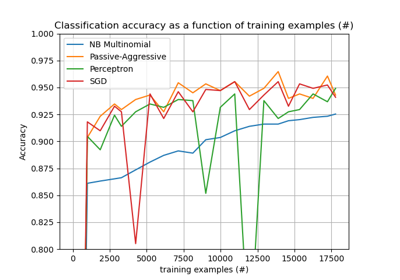 Classification accuracy as a function of training examples (#)
NB Multinomial
Passive-Aggressive
Perceptron
SGD
Accuracy
1.000
0.975
0.950
0.925
0.900
0.875
0.850
0.825
0.800
0 2500 5000 7500 10000 12500 15000 17500
training examples (#)